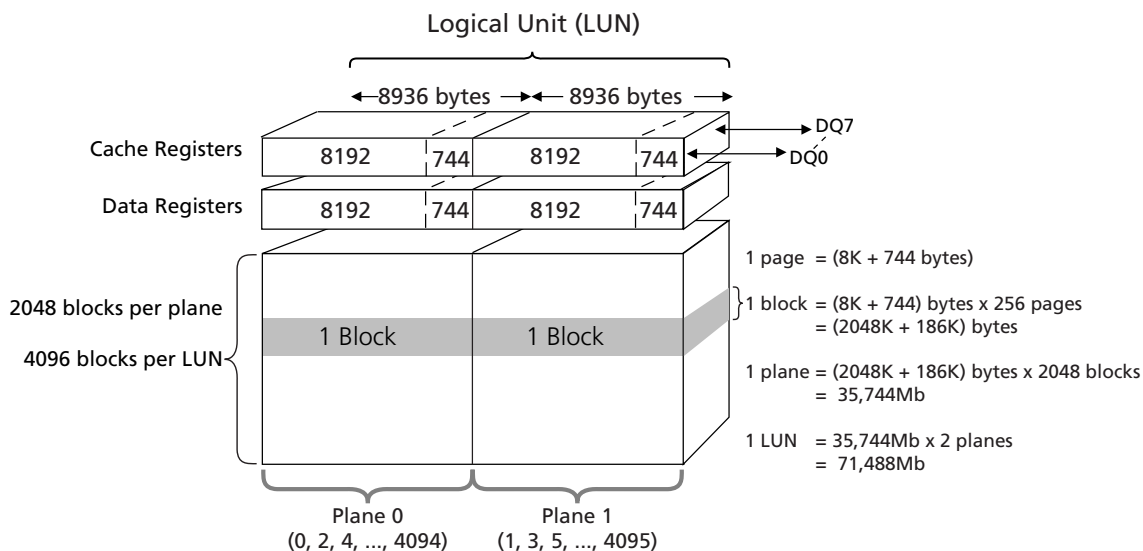 Logical Unit (LUN)
8936 bytes 8936 bytes
Cache Registers
8192 744 8192 744
DQ7
DQ0
Data Registers
8192 744 8192 744
2048 blocks per plane
4096 blocks per LUN
1 Block 1 Block
1 page = (8K + 744 bytes)
1 block = (8K + 744) bytes x 256 pages
= (2048K + 186K) bytes
1 plane = (2048K + 186K) bytes x 2048 blocks
= 35,744Mb
1 LUN = 35,744Mb x 2 planes
= 71,488Mb
Plane 0
(0, 2, 4, ..., 4094)
Plane 1
(1, 3, 5, ..., 4095)